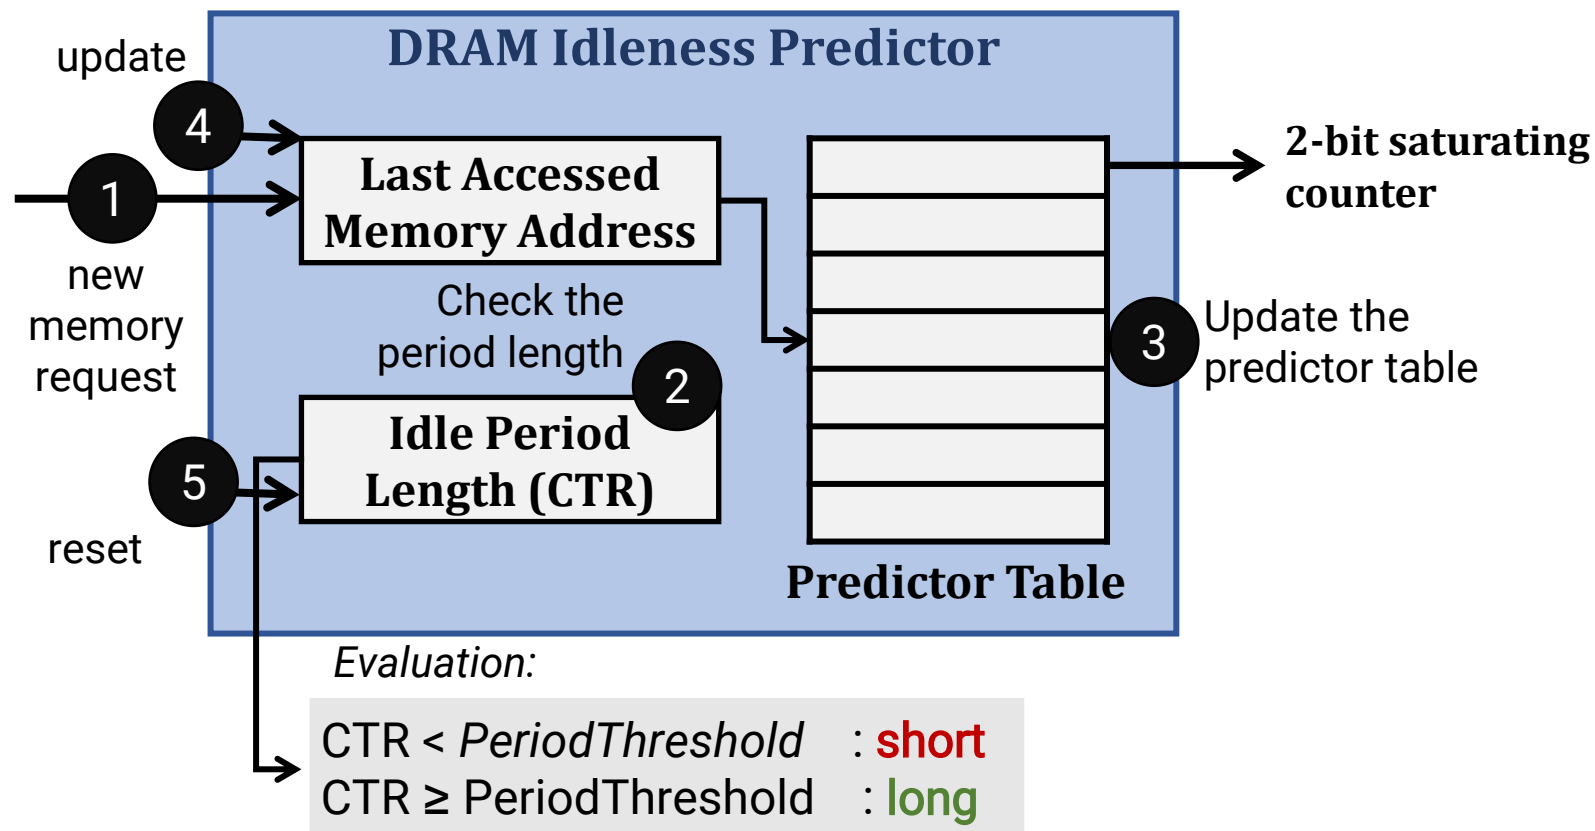 DRAM Idleness Predictor
update
4
1
new
memory
request
Last Accessed
Memory Address
Check the
period length
2
Idle Period
Length (CTR)
5
reset
2-bit saturating
counter
3
Update the
predictor table
Predictor Table
Evaluation:
CTR < PeriodThreshold : short
CTR ≥ PeriodThreshold : long